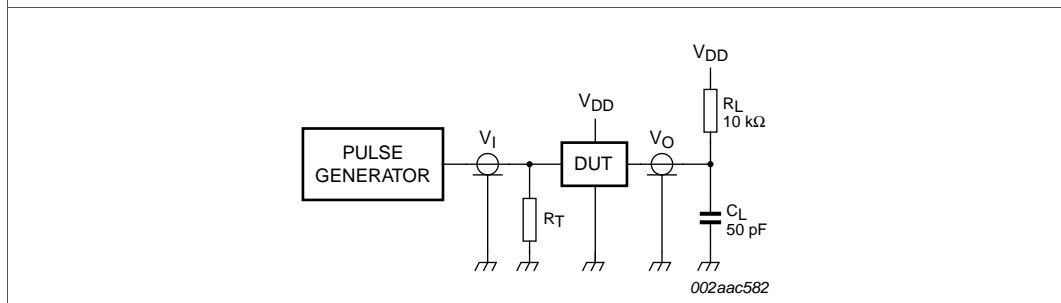 VDD
RL
10 kΩ
VDD
VI
VO
PULSE
GENERATOR
DUT
RT
CL
50 pF
002aac582